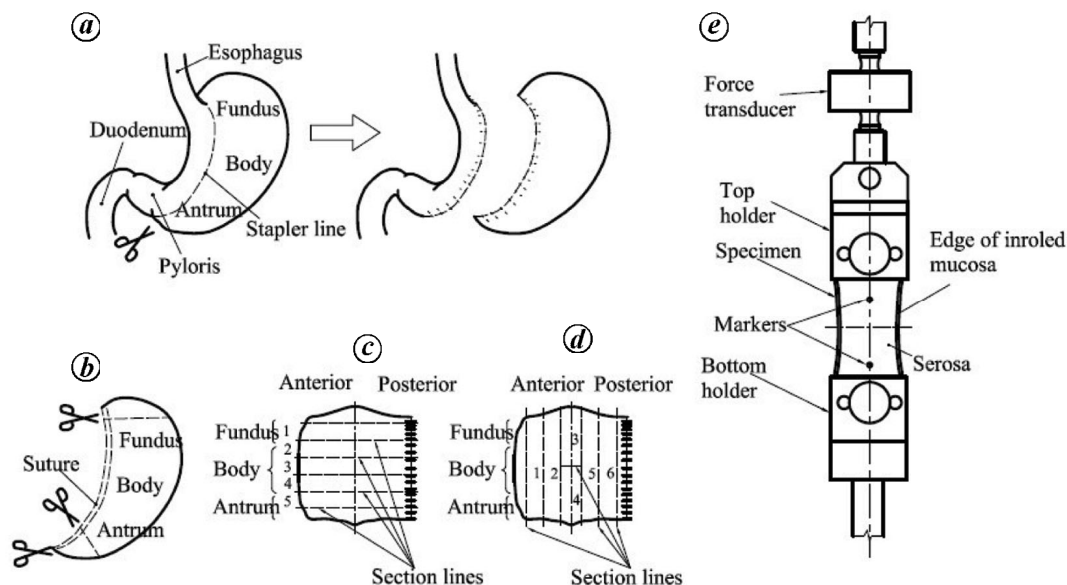 a
Esophagus
Fundus
Duodenum
Body
Antrum
Stapler line
Pyloris
b
Fundus
Suture
Body
Antrum
c
Anterior Posterior
Fundus
Body
Antrum
1
2
3
4
5
Section lines
d
Anterior Posterior
Fundus
Body
Antrum
1 2 3 5 6
4
Section lines
e
Force
transducer
Top
holder
Specimen
Edge of inroled
mucosa
Markers
Serosa
Bottom
holder